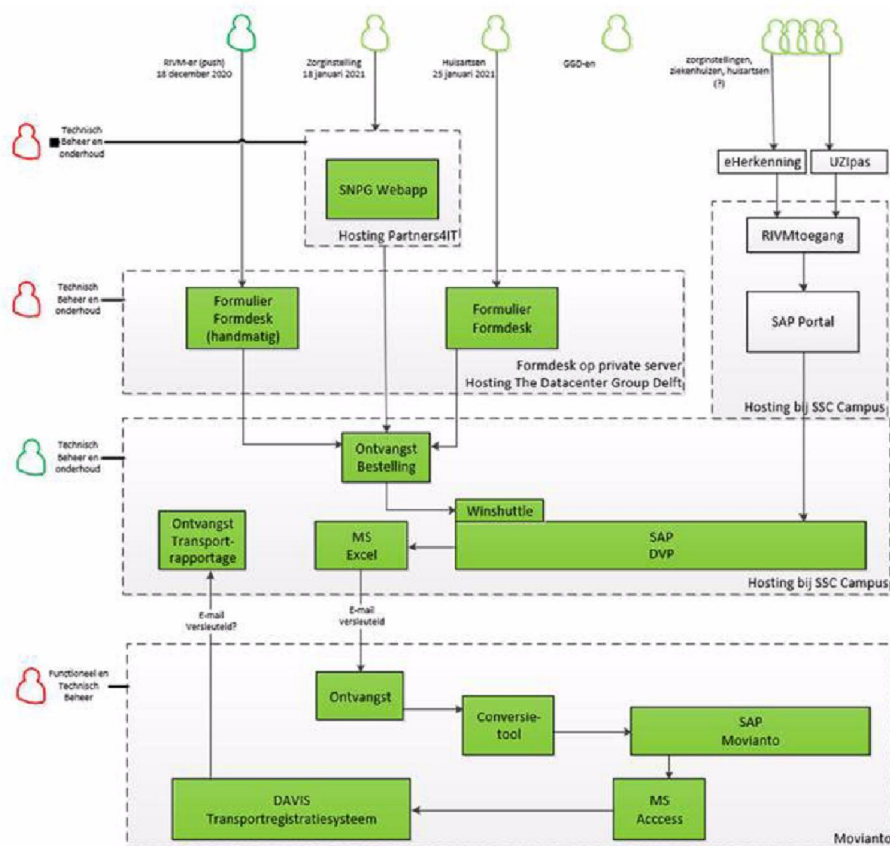 RIVM-er (push)
18 december 2020
Zorginstelling
18 januari 2021
Huisartsen
25 januari 2021
GGD-en
zorginstellingen,
ziekenhuizen, huisartsen
(?)
Technisch
Beheer en
onderhoud
SNPG Webapp
Hosting Partners4IT
eHerkenning
UZIpas
RIVMtoegang
SAP Portal
Hosting bij SSC Campus
Technisch
Beheer en
onderhoud
Formulier
Formdesk
(handmatig)
Formulier
Formdesk
Formdesk op private server
Hosting The Datacenter Group Delft
Technisch
Beheer en
onderhoud
Ontvangst
Bestelling
Winshuttle
Ontvangst
Transport-
rapportage
MS
Excel
SAP
DVP
Hosting bij SSC Campus
E-mail
Versleuteld?
E-mail
versleuteld
Functioneel en
Technisch
Beheer
Ontvangst
Conversie-
tool
SAP
Movianto
DAVIS
Transportregistratiesysteem
MS
Acccess
Movianto